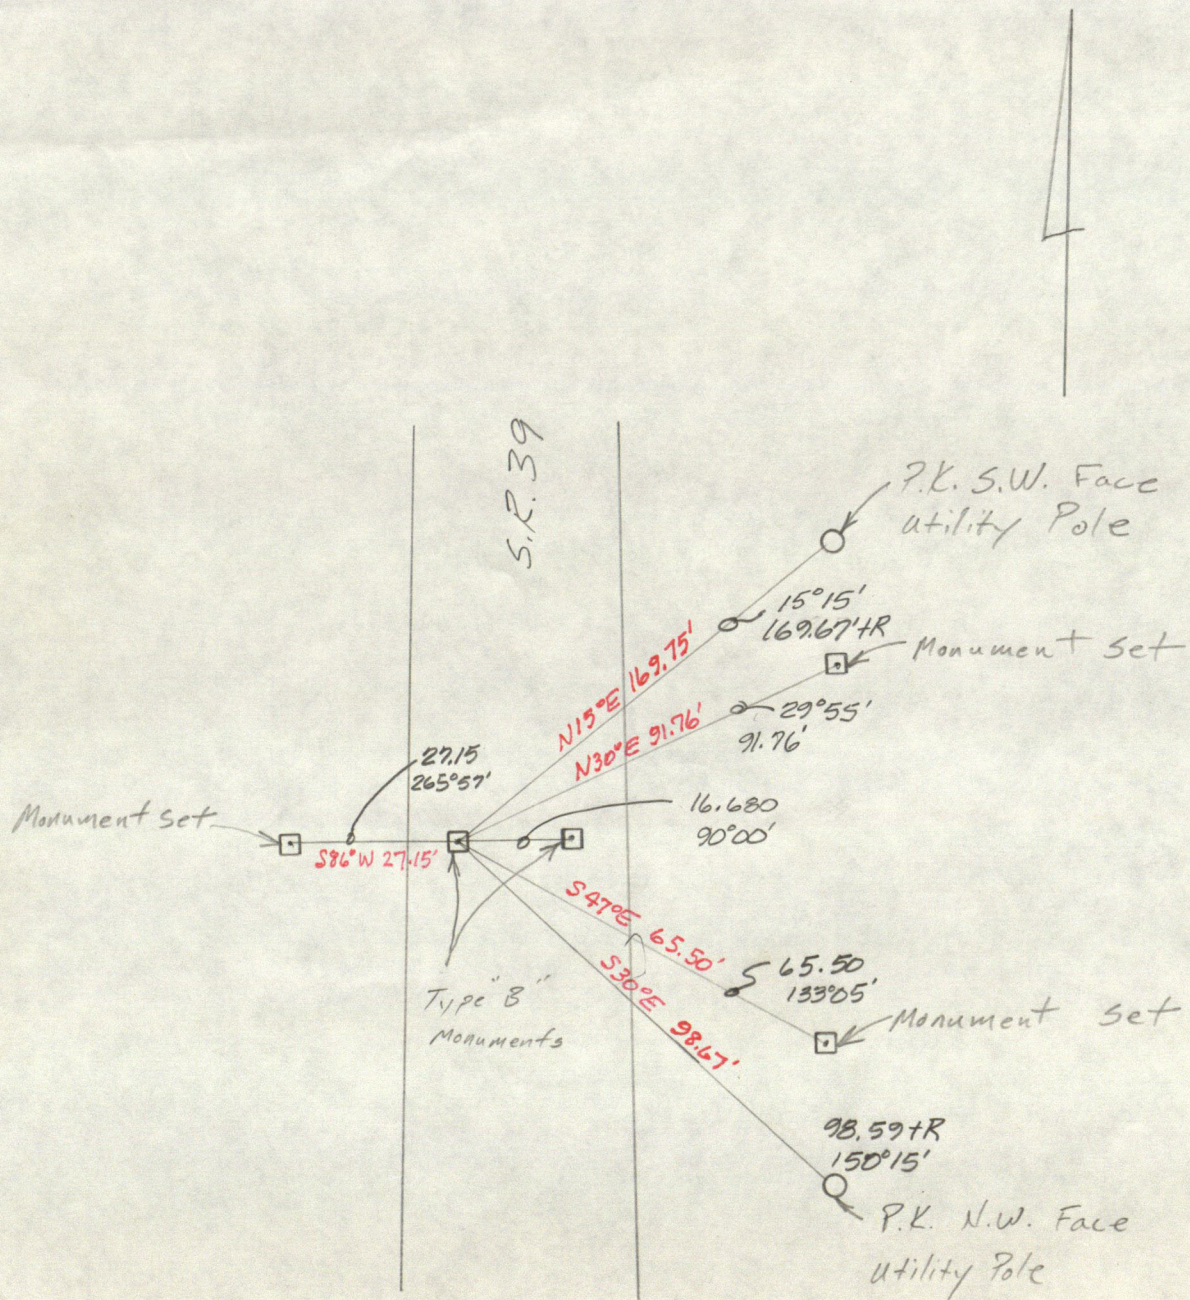 S.R. 39
P.K. S.W. Face
Utility Pole
15°15'
169.67'+R
Monument Set
N15°E 169.75'
N30°E 91.76'
29°55'
91.76'
27.15
265°57'
16.680
90°00'
Monument Set
S86°W 27.15'
S47°E 65.50'
65.50
133°05'
S30°E 98.67'
Type "B"
Monuments
Monument Set
98.59+R
150°15'
P.K. N.W. Face
Utility Pole